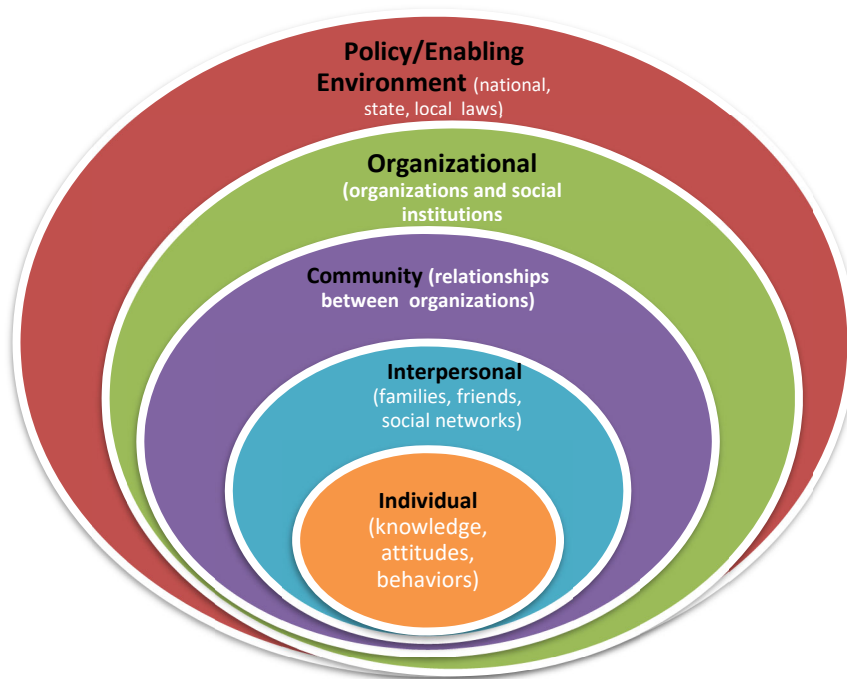 Policy/Enabling
Environment (national,
state, local laws)
Organizational
(organizations and social
institutions
Community (relationships
between organizations)
Interpersonal
(families, friends,
social networks)
Individual
(knowledge,
attitudes,
behaviors)